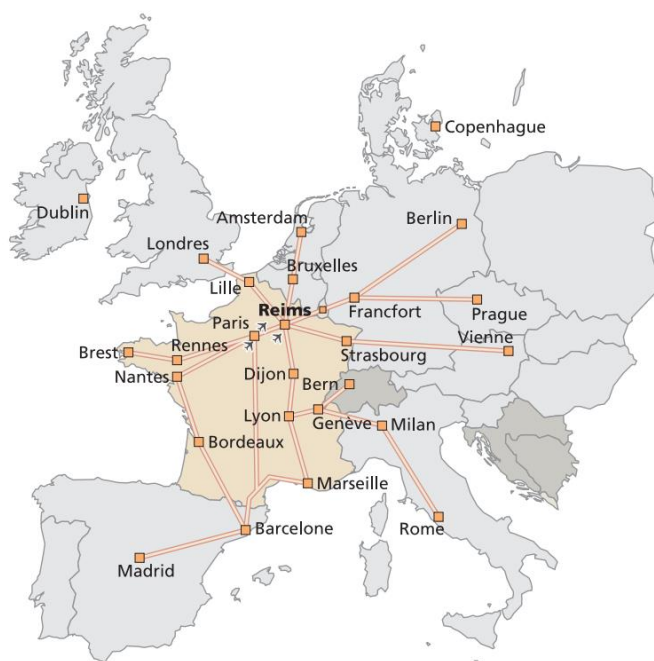 Copenhague
Dublin
Amsterdam
Berlin
Londres
Bruxelles
Lille
Reims
Francfort
Prague
Paris
Rennes
Brest
Vienne
Strasbourg
Nantes
Dijon
Bern
Lyon
Genève
Milan
Bordeaux
Marseille
Barcelone
Rome
Madrid